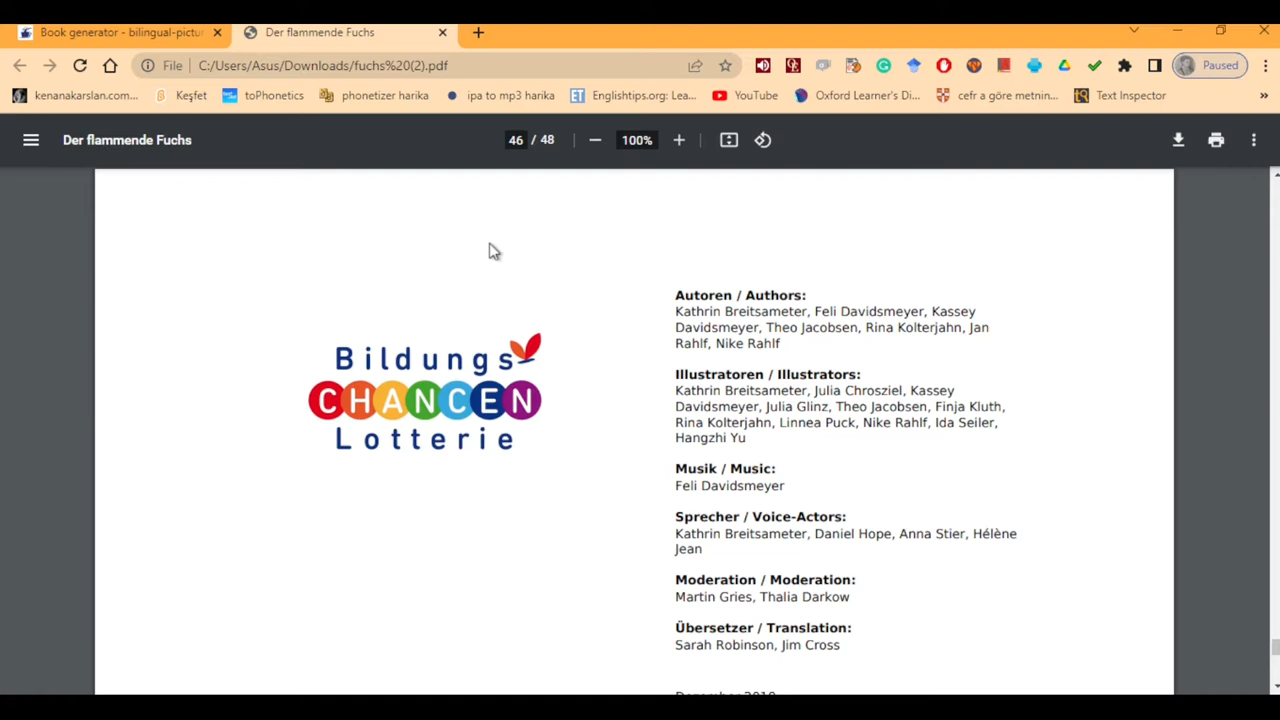 Book generator - bilingual-pictur
Der flammende Fuchs
File C:/Users/Asus/Downloads/fuchs%20(2).pdf
Paused
kenanakarslan.com...
Keşfet
toPhonetics
phonetizer harika
ipa to mp3 harika
Englishtips.org: Lea...
YouTube
Oxford Learner's Di...
cefr a göre metnin...
Text Inspector
Der flammende Fuchs
46 / 48
100%
Bildungs
CHANCEN
Lotterie
Autoren / Authors:
Kathrin Breitsameter, Feli Davidsmeyer, Kassey
Davidsmeyer, Theo Jacobsen, Rina Kolterjahn, Jan
Rahlf, Nike Rahlf
Illustratoren / Illustrators:
Kathrin Breitsameter, Julia Chrosziel, Kassey
Davidsmeyer, Julia Glinz, Theo Jacobsen, Finja Kluth,
Rina Kolterjahn, Linnea Puck, Nike Rahlf, Ida Seiler,
Hangzhi Yu
Musik / Music:
Feli Davidsmeyer
Sprecher / Voice-Actors:
Kathrin Breitsameter, Daniel Hope, Anna Stier, Hélène
Jean
Moderation / Moderation:
Martin Gries, Thalia Darkow
Übersetzer / Translation:
Sarah Robinson, Jim Cross